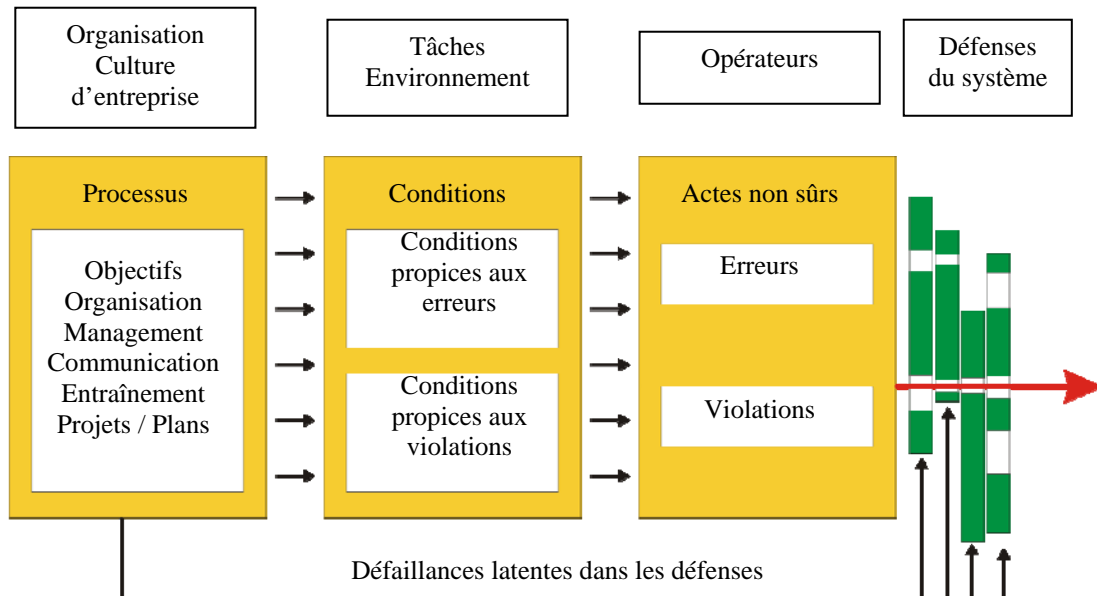 Organisation
Culture
d’entreprise
Tâches
Environnement
Opérateurs
Défenses
du système
Processus
Objectifs
Organisation
Management
Communication
Entraînement
Projets / Plans
Conditions
Conditions
propices aux
erreurs
Conditions
propices aux
violations
Actes non sûrs
Erreurs
Violations
Défaillances latentes dans les défenses